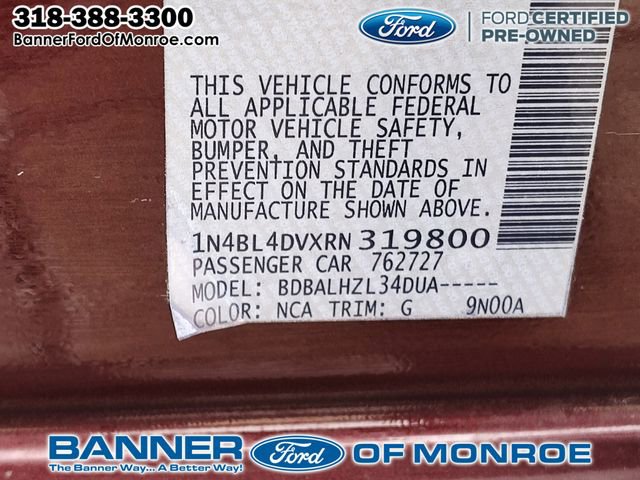 318-388-3300
BannerFordOfMonroe.com
Ford
FORD CERTIFIED
PRE-OWNED
THIS VEHICLE CONFORMS TO
ALL APPLICABLE FEDERAL
MOTOR VEHICLE SAFETY,
BUMPER, AND THEFT
PREVENTION STANDARDS IN
EFFECT ON THE DATE OF
MANUFACTURE SHOWN ABOVE.
1N4BL4DVXRN319800
PASSENGER CAR 762727
MODEL: BDBALHZL34DUA-----
COLOR: NCA TRIM: G 9N00A
BANNER Ford OF MONROE
The Banner Way... A Better Way!